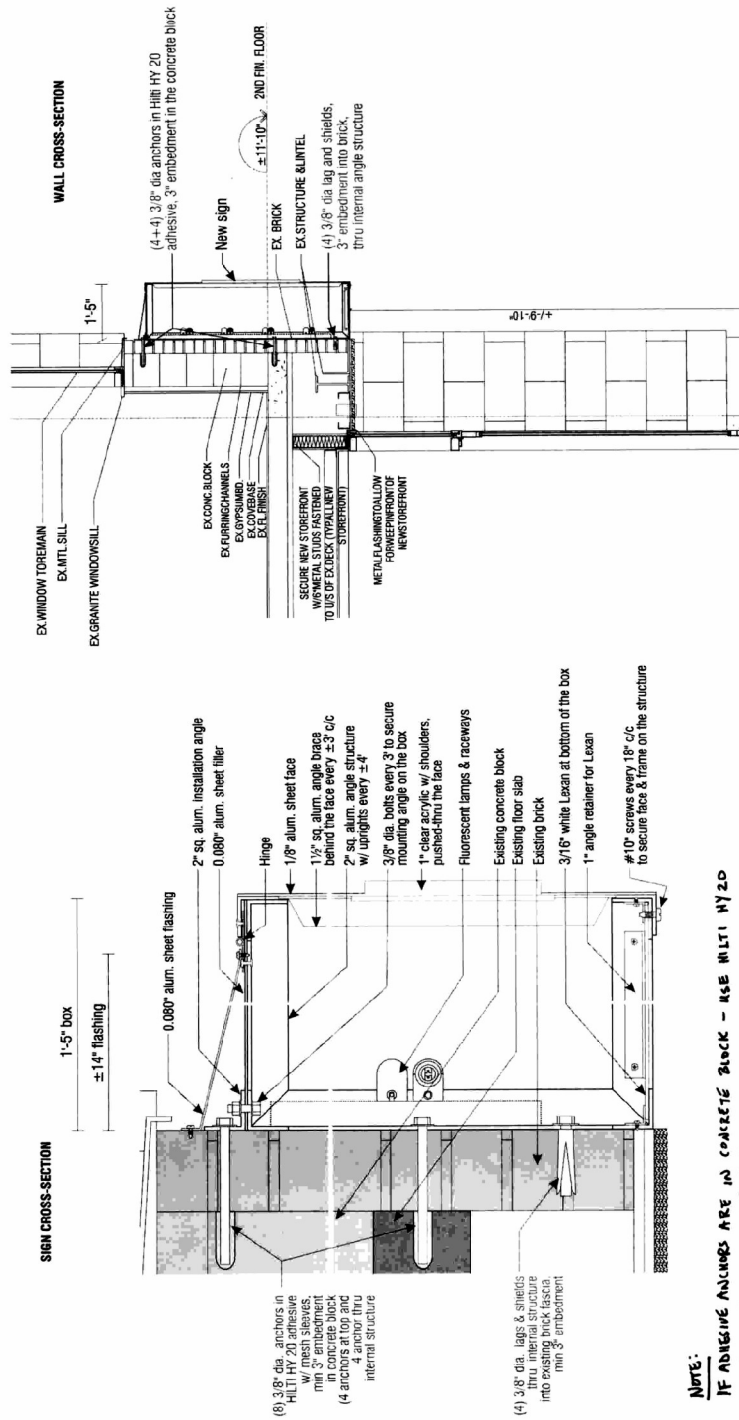 SIGN CROSS-SECTION
1'-5" box
±14" flashing
0.080" alum. sheet flashing
2" sq. alum. installation angle
0.080" alum. sheet filler
Hinge
1/8" alum. sheet face
1½" sq. alum. angle brace
behind the face every ±3' c/c
2" sq. alum. angle structure
w/ uprights every ±4'
3/8" dia. bolts every 3' to secure
mounting angle on the box
1" clear acrylic w/ shoulders,
pushed-thru the face
Fluorescent lamps & raceways
Existing concrete block
Existing floor slab
Existing brick
3/16" white Lexan at bottom of the box
1" angle retainer for Lexan
#10" screws every 18" c/c
to secure face & frame on the structure
(8) 3/8" dia. anchors in
HILTI HY 20 adhesive
w/ mesh sleeves,
min 3" embedment
in concrete block
(4 anchors at top and
4 anchor thru
internal structure
(4) 3/8" dia. lags & shields
thru internal structure
into existing brick fascia.
min 3" embedment
NOTE:
IF ADHESIVE ANCHORS ARE IN CONCRETE BLOCK - USE HILTI HY20
WALL CROSS-SECTION
EX.WINDOW TOREMAIN
EX.MTL.SILL
EX.GRANITE WINDOWSILL
1'-5"
(4+4) 3/8" dia anchors in Hilti HY 20
adhesive, 3" embedment in the concrete block
New sign
±11'-10"
2ND FIN. FLOOR
EX.CONC.BLOCK
EX.FURRINGCHANNELS
EX.GYPSUMBD.
EX.COVEBASE
EX.FL.FINISH
EX. BRICK
EX.STRUCTURE &LINTEL
(4) 3/8" dia lag and shields,
3" embedment into brick,
thru internal angle structure
SECURE NEW STOREFRONT
W/6"METAL STUDS FASTENED
TO U/S OF EX.DECK (TYPALLNEW
STOREFRONT)
METALFLASHINGTOALLOW
FORWEEPINFRONTOF
NEWSTOREFRONT
+/-9'-10"